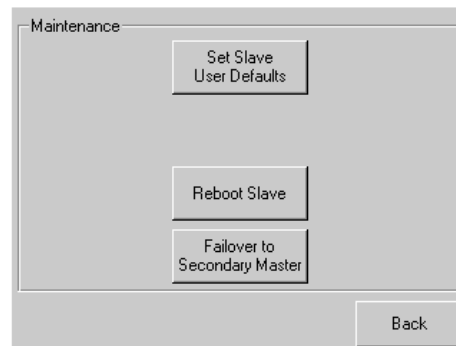 Maintenance
Set Slave
User Defaults
Reboot Slave
Failover to
Secondary Master
Back